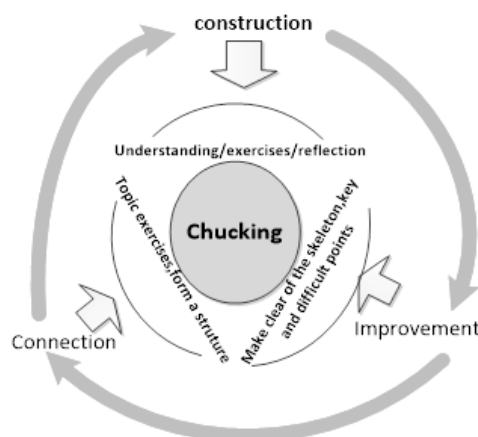 construction
Understanding/exercises/reflection
Topic exercises,form a struture
Chucking
Make clear of the skeleton,key
and difficult points
Connection
Improvement